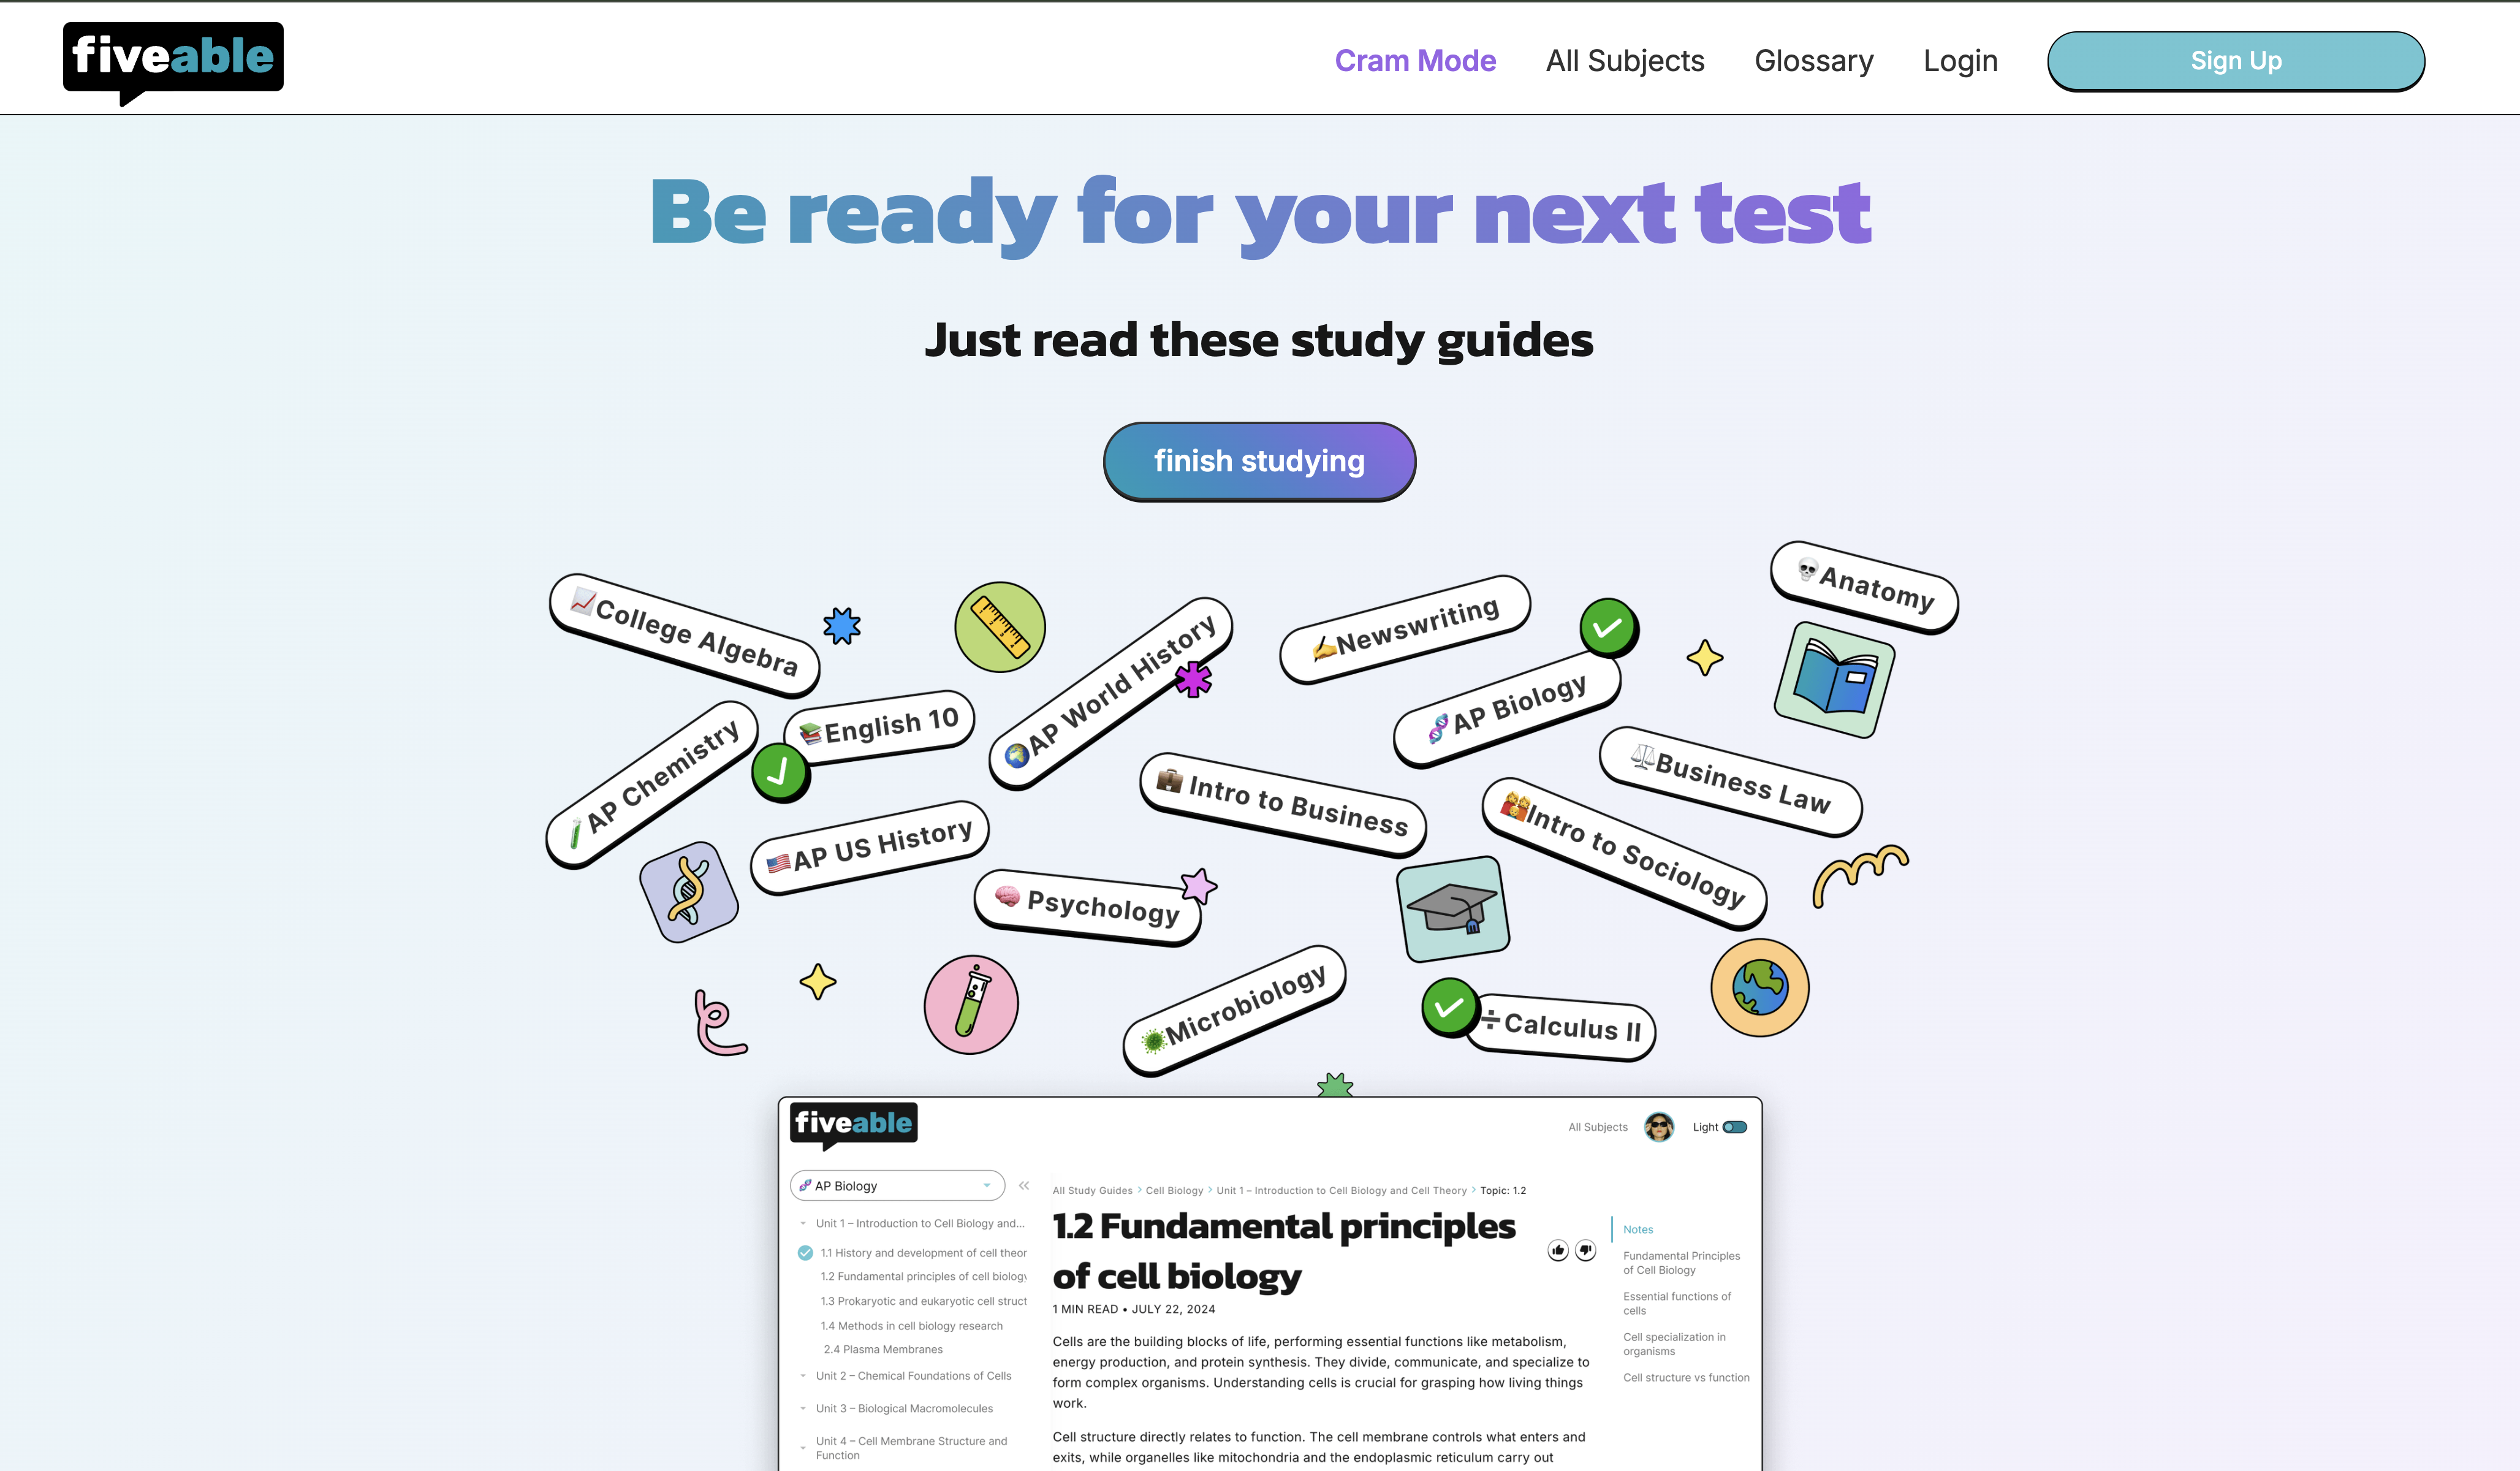 fiveable
Cram Mode
All Subjects
Glossary
Login
Sign Up
Be ready for your next test
Just read these study guides
finish studying
College Algebra
Newswriting
Anatomy
AP World History
English 10
AP Biology
AP Chemistry
Business Law
Intro to Business
AP US History
Intro to Sociology
Psychology
Microbiology
÷Calculus II
fiveable
All Subjects
Light
AP Biology
Unit 1 – Introduction to Cell Biology and...
1.1 History and development of cell theor
1.2 Fundamental principles of cell biology
1.3 Prokaryotic and eukaryotic cell struct
1.4 Methods in cell biology research
2.4 Plasma Membranes
Unit 2 – Chemical Foundations of Cells
Unit 3 – Biological Macromolecules
Unit 4 – Cell Membrane Structure and
Function
All Study Guides > Cell Biology > Unit 1 – Introduction to Cell Biology and Cell Theory > Topic: 1.2
1.2 Fundamental principles
of cell biology
1 MIN READ • JULY 22, 2024
Cells are the building blocks of life, performing essential functions like metabolism,
energy production, and protein synthesis. They divide, communicate, and specialize to
form complex organisms. Understanding cells is crucial for grasping how living things
work.
Cell structure directly relates to function. The cell membrane controls what enters and
exits, while organelles like mitochondria and the endoplasmic reticulum carry out
Notes
Fundamental Principles
of Cell Biology
Essential functions of
cells
Cell specialization in
organisms
Cell structure vs function